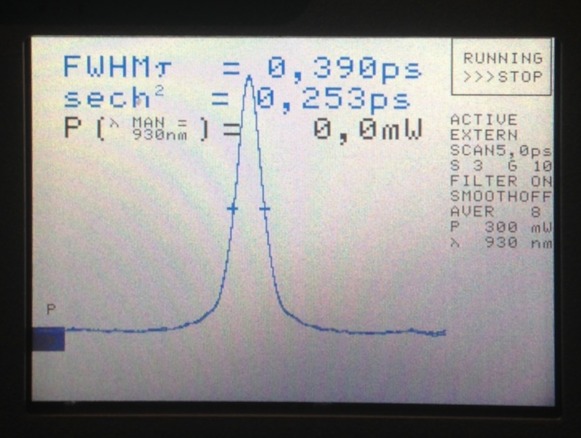 FWHMτ = 0,390ps
sech² = 0,253ps
P (λ MAN = 930nm) = 0,0mW
RUNNING
>>>STOP
ACTIVE
EXTERN
SCAN5,0ps
S 3 G 10
FILTER ON
SMOOTHOFF
AVER 8
P 300 mW
λ 930 nm
P